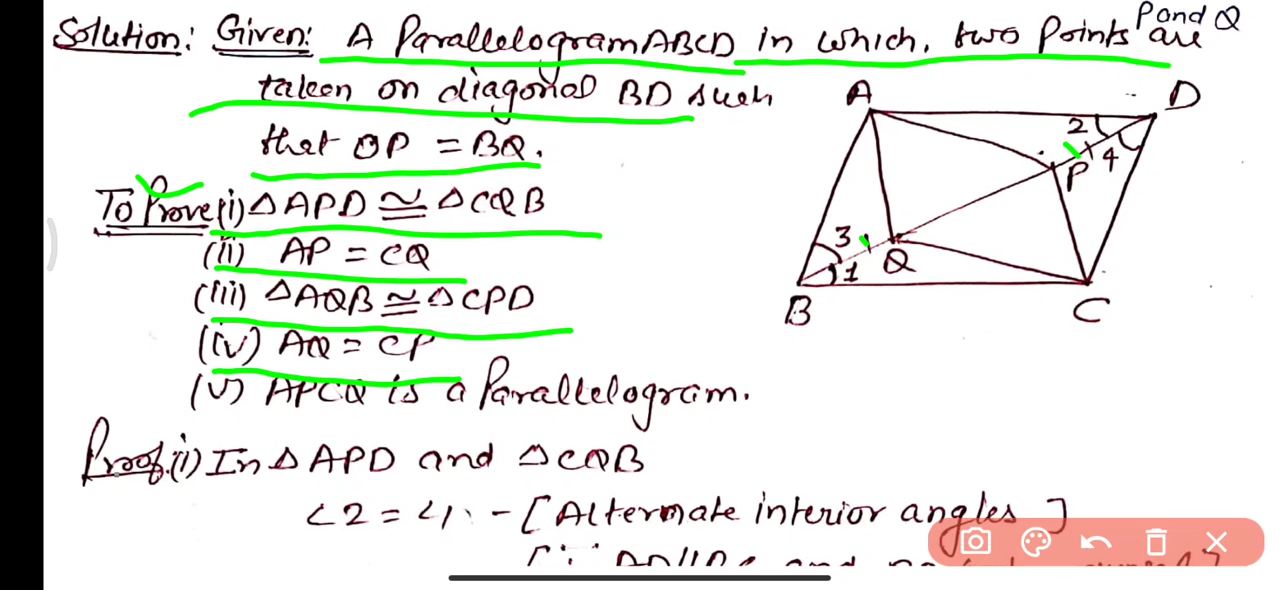 Solution: Given: A Parallelogram ABCD in which, two Points P and Q are
taken on diagonal BD such
that DP = BQ.
To Prove (i) △APD ≅ △CQB
(ii) AP = CQ
(iii) △AQB ≅ △CPD
(iv) AQ = CP
(v) APCQ is a Parallelogram.
A D
2
4
P
3
Q
1
B C
Proof. (i) In △ APD and △CQB
∠2 = ∠1 - [Alternate interior angles]